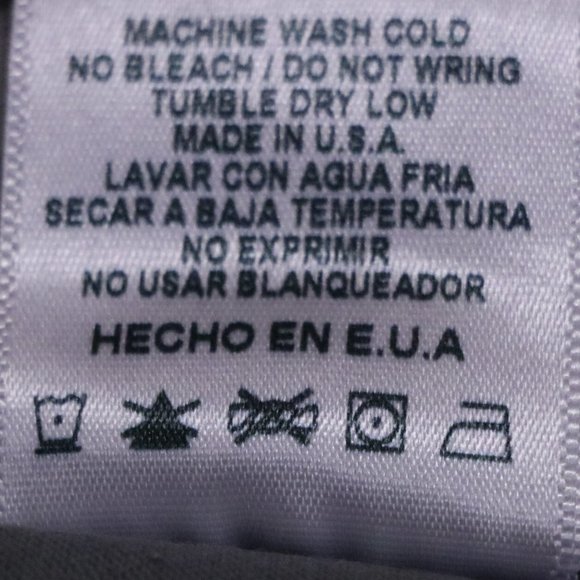 MACHINE WASH COLD
NO BLEACH / DO NOT WRING
TUMBLE DRY LOW
MADE IN U.S.A.
LAVAR CON AGUA FRIA
SECAR A BAJA TEMPERATURA
NO EXPRIMIR
NO USAR BLANQUEADOR
HECHO EN E.U.A